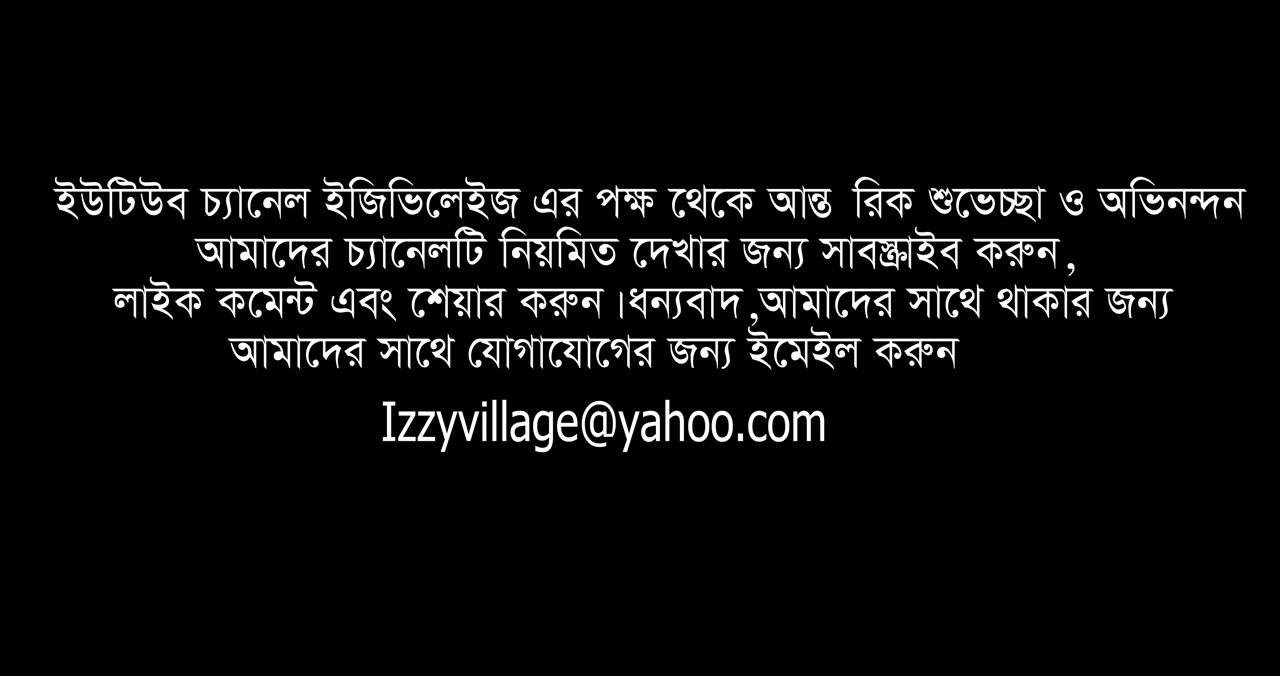 ইউটিউব চ্যানেল ইজিভিলেইজ এর পক্ষ থেকে আন্ত রিক শুভেচ্ছা ও অভিনন্দন
আমাদের চ্যানেলটি নিয়মিত দেখার জন্য সাবস্ক্রাইব করুন,
লাইক কমেন্ট এবং শেয়ার করুন।ধন্যবাদ,আমাদের সাথে থাকার জন্য
আমাদের সাথে যোগাযোগের জন্য ইমেইল করুন
Izzyvillage@yahoo.com